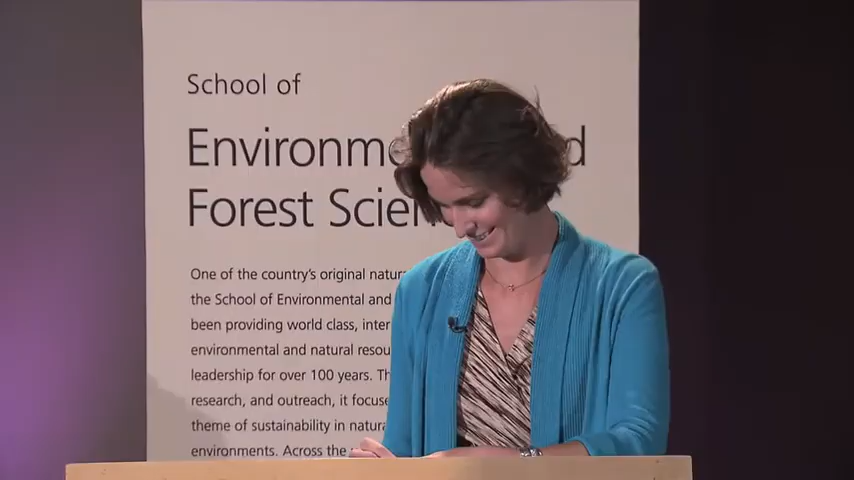 School of
Environme d
Forest Scien
One of the country's original natur
the School of Environmental and
been providing world class, inter
environmental and natural resou
leadership for over 100 years. Th
research, and outreach, it focuse
theme of sustainability in natura
environments. Across the